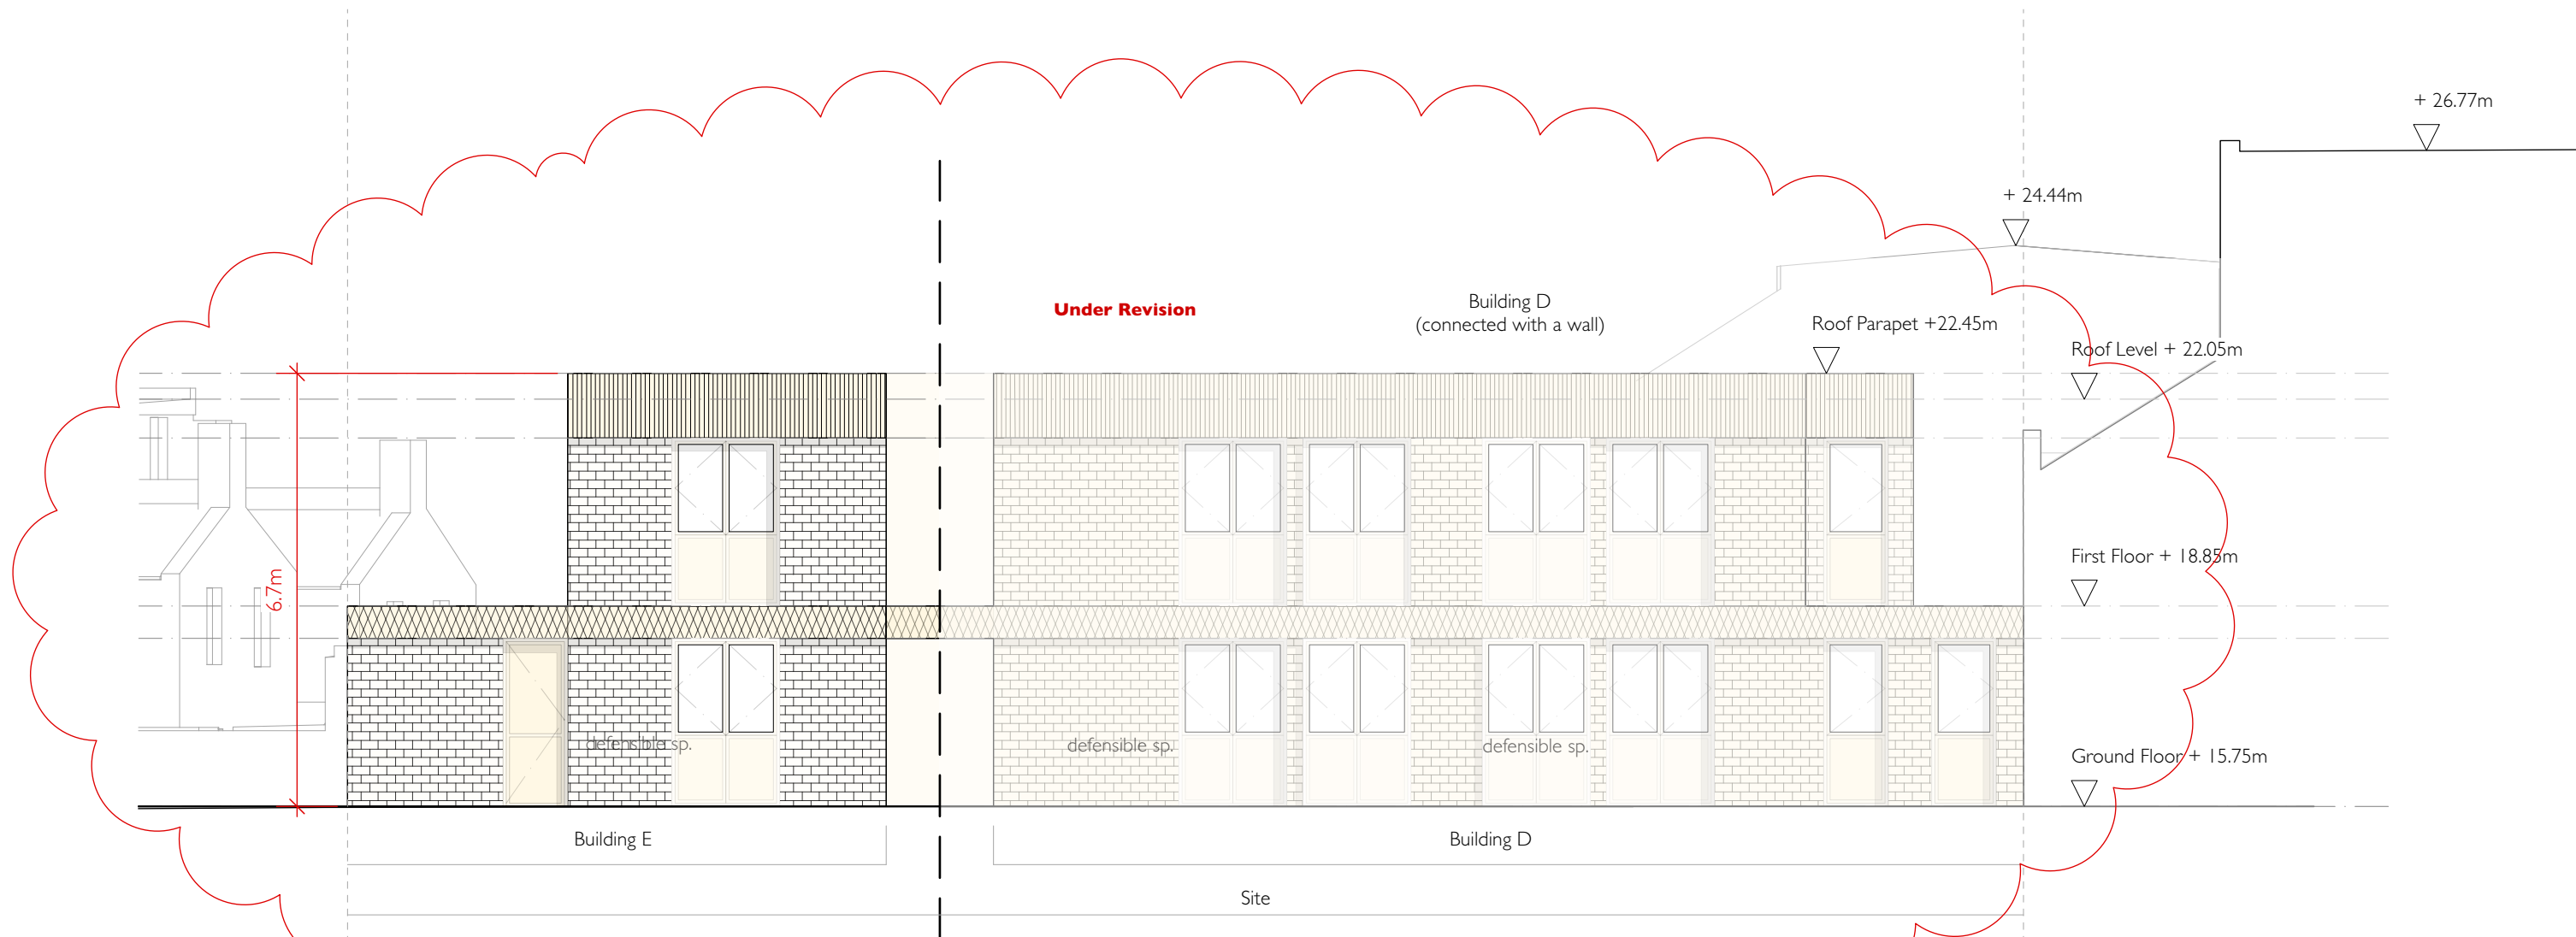 + 26.77m
+ 24.44m
Under Revision
Building D
(connected with a wall)
Roof Parapet +22.45m
Roof Level + 22.05m
First Floor + 18.85m
6.7m
defensible sp.
defensible sp.
defensible sp.
Ground Floor + 15.75m
Building E
Building D
Site